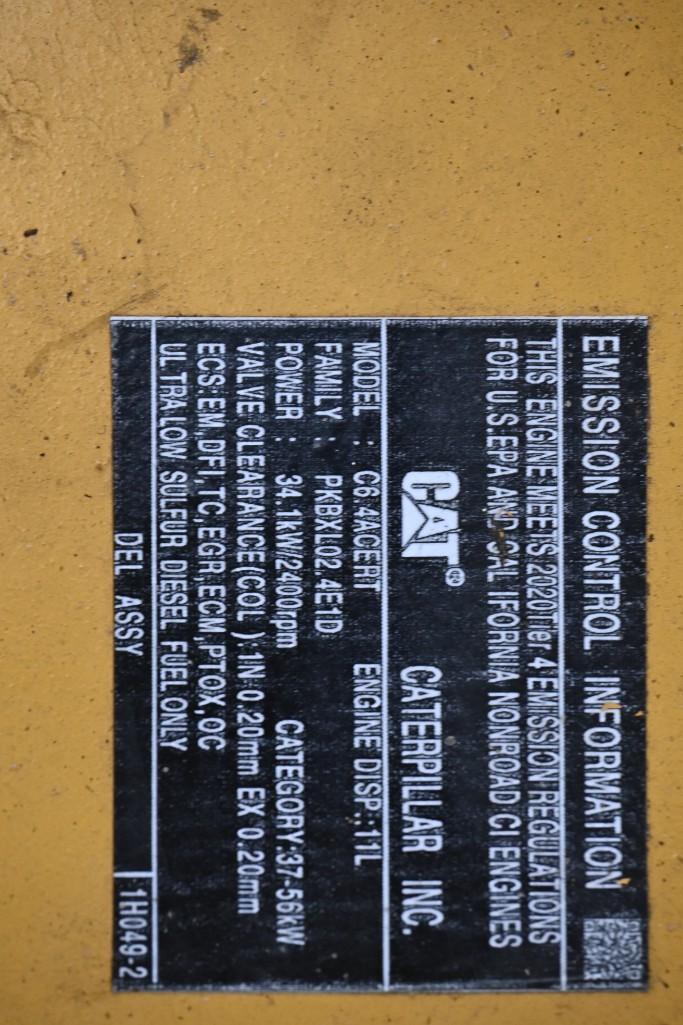 EMISSION CONTROL INFORMATION
THIS ENGINE MEETS 2020Tier 4 EMISSION REGULATIONS
FOR U.S EPA AND CAL IFORNIA NONROAD CI ENGINES
CAT® CATERPILLAR INC.
MODEL : C6.4ACERT ENGINE DISP.:11L
FAMILY : PKBXL02.4E1D
POWER : 34.1kW/2400rpm CATEGORY:37-56kW
VALVE CLEARANCE(COL ):IN 0.20mm EX 0.20mm
ECS:EM,DFI,TC,EGR,ECM,PTOX,OC
ULTRA LOW SULFUR DIESEL FUEL ONLY
DEL ASSY 1H049-2